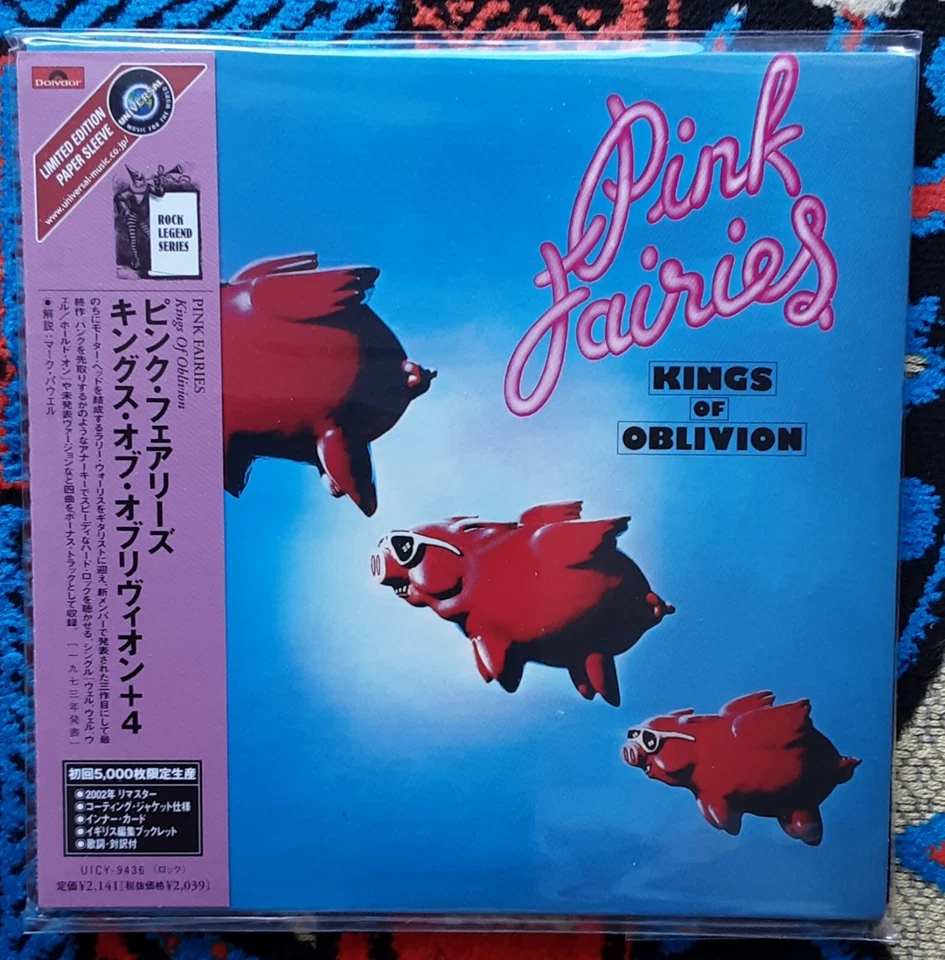 Polydor
LIMITED EDITION
PAPER SLEEVE
www.universal-music.co.jp/
UNIVERSAL
MUSIC FOR THE WORLD
ROCK
LEGEND
SERIES
PINK FAIRIES
Kings Of Oblivion
ピンク・フェアリーズ
キングス・オブ・オブリヴィオン+4
のちにモーターヘッドを結成するラリー・ウォーリスをギタリストに迎え、新メンバーで発表された三作目にして最
終作。パンクを先取りするかのようなアナーキーでスピーディなハード・ロックを聴かせる。シングル「ウェル、ウェル、ウ
ェル/ホールド・オン」や未発表ヴァージョンなど四曲をボーナス・トラックとして収録。 [一九七三年発表]
●解説:マーク・パウエル
初回5,000枚限定生産
●2002年 リマスター
●コーティング・ジャケット仕様
●インナー・カード
●イギリス編集ブックレット
●歌詞・対訳付
UICY-9436 (ロック)
定価¥2,141[税抜価格¥2,039]
Pink
Fairies
KINGS
OF
OBLIVION